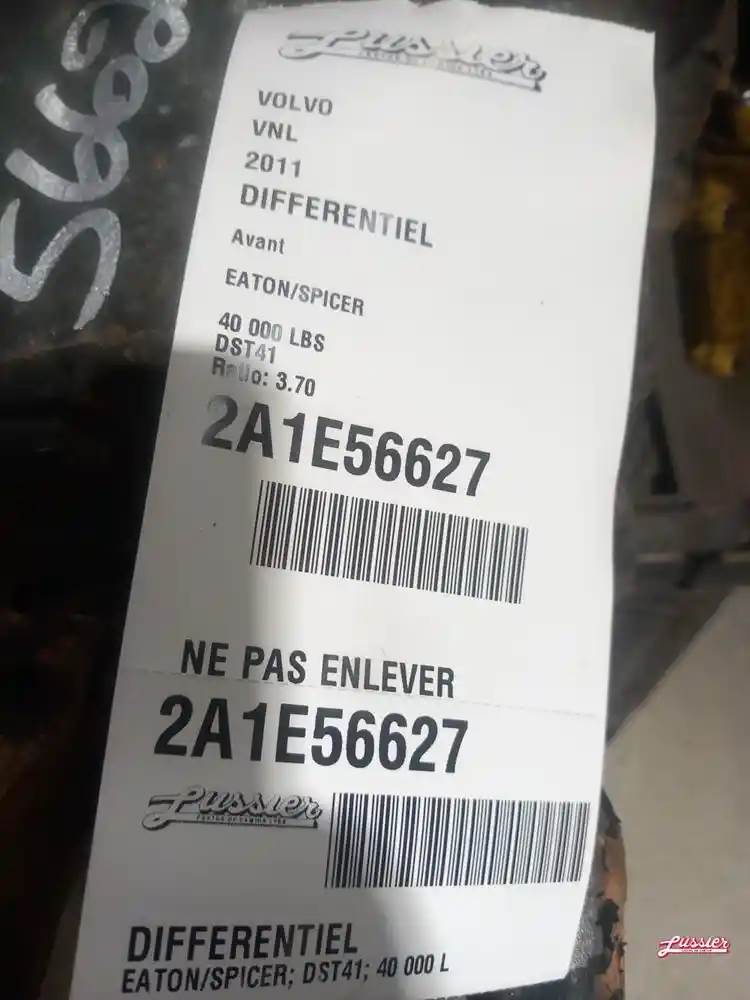 5662
Lussier
VOLVO
VNL
2011
DIFFERENTIEL
Avant
EATON/SPICER
40 000 LBS
DST41
Ratio: 3.70
2A1E56627
NE PAS ENLEVER
2A1E56627
Lussier
DIFFERENTIEL
EATON/SPICER; DST41; 40 000 L
Lussier